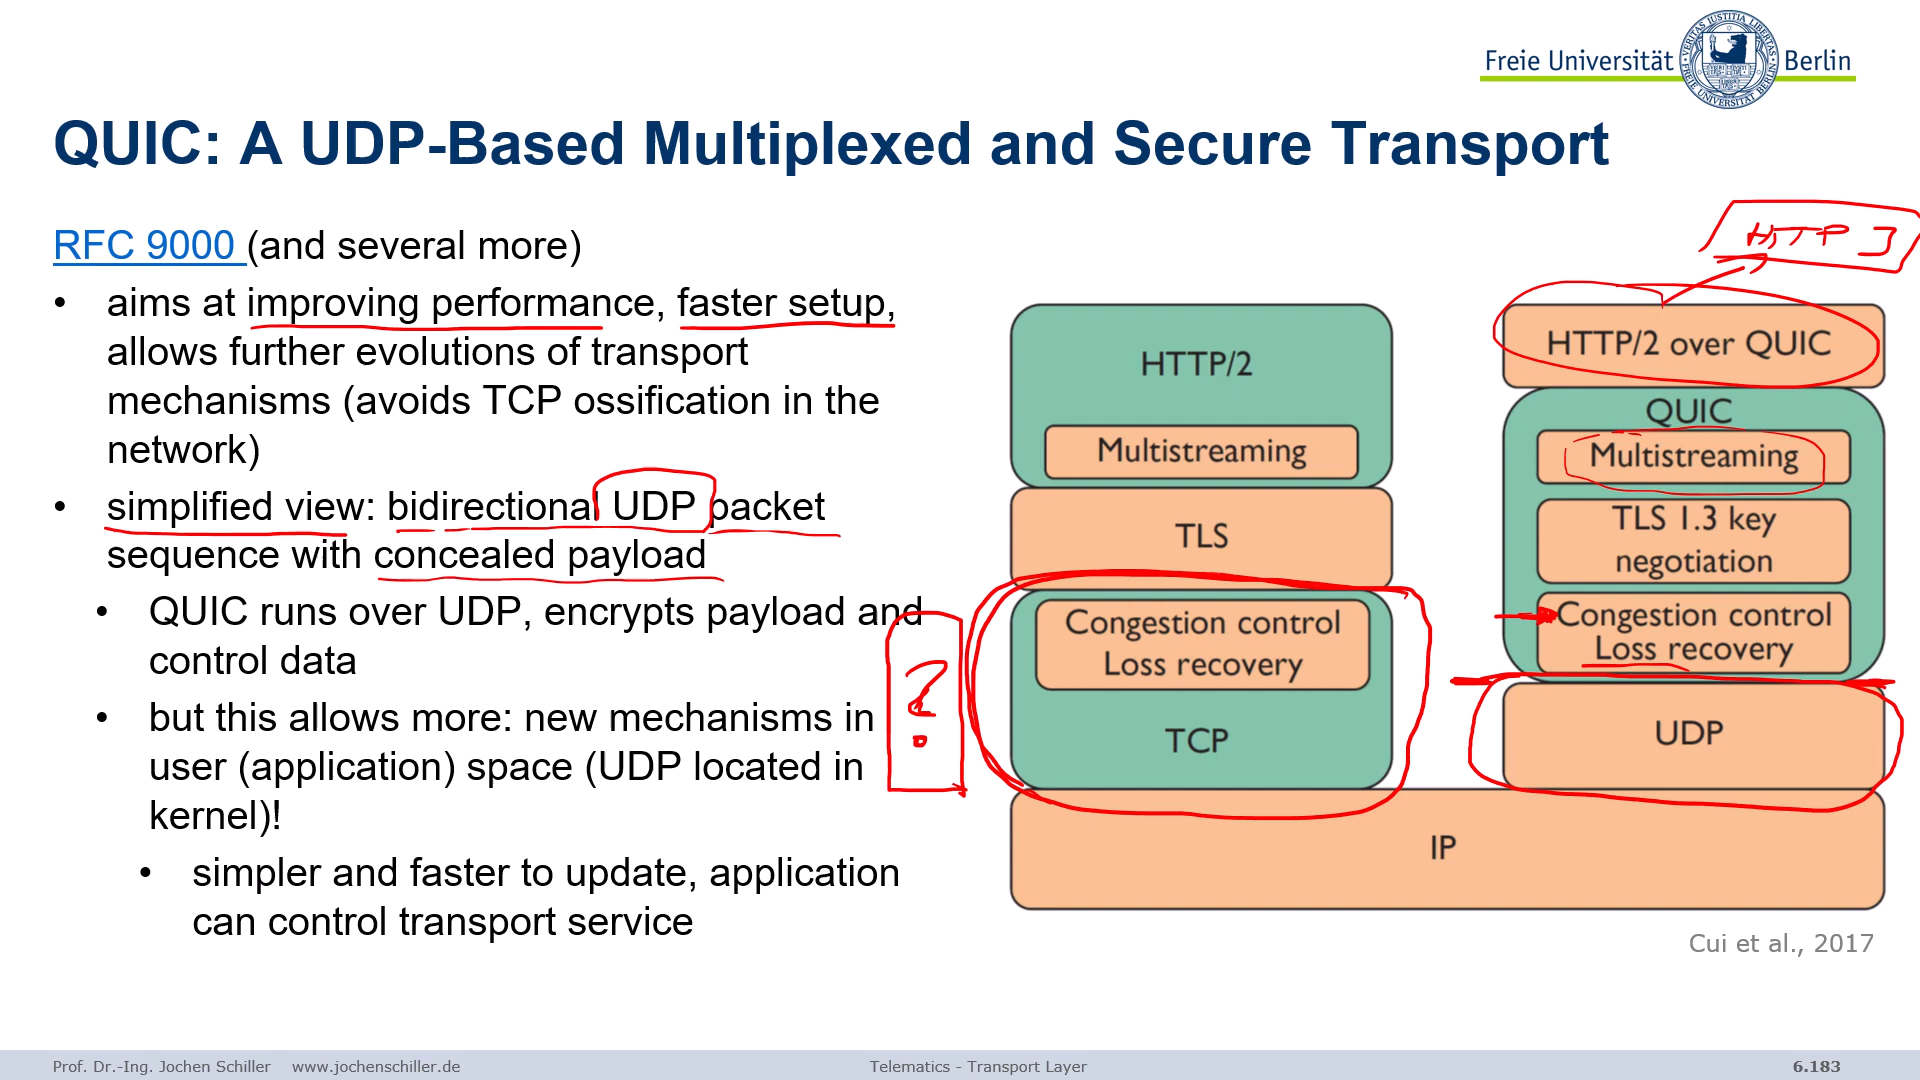 Freie Universität Berlin
QUIC: A UDP-Based Multiplexed and Secure Transport
RFC 9000 (and several more)
• aims at improving performance, faster setup,
allows further evolutions of transport
mechanisms (avoids TCP ossification in the
network)
• simplified view: bidirectional UDP packet
sequence with concealed payload
• QUIC runs over UDP, encrypts payload and
control data
• but this allows more: new mechanisms in
user (application) space (UDP located in
kernel)!
• simpler and faster to update, application
can control transport service
?
HTTP/2
Multistreaming
TLS
Congestion control
Loss recovery
TCP
HTTP 3
HTTP/2 over QUIC
QUIC
Multistreaming
TLS 1.3 key
negotiation
Congestion control
Loss recovery
UDP
IP
Cui et al., 2017
Prof. Dr.-Ing. Jochen Schiller www.jochenschiller.de
Telematics - Transport Layer
6.183